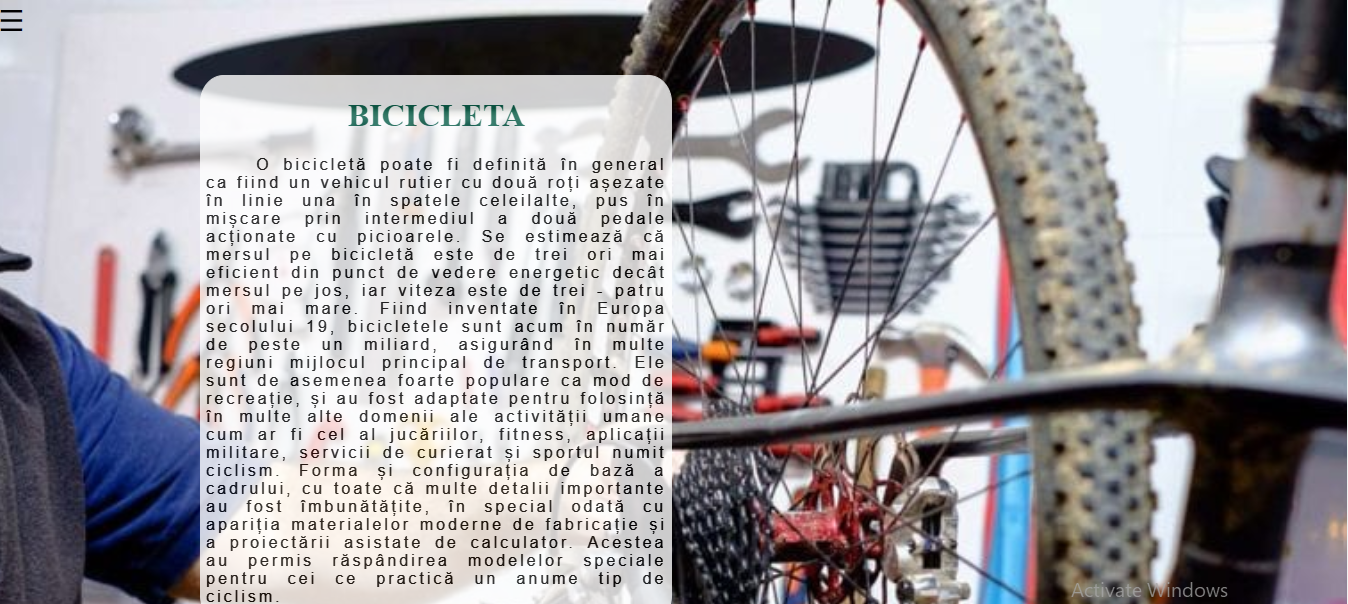 ☰
BICICLETA
O bicicletă poate fi definită în general
ca fiind un vehicul rutier cu două roți așezate
în linie una în spatele celeilalte, pus în
mișcare prin intermediul a două pedale
acționate cu picioarele. Se estimează că
mersul pe bicicletă este de trei ori mai
eficient din punct de vedere energetic decât
mersul pe jos, iar viteza este de trei - patru
ori mai mare. Fiind inventate în Europa
secolului 19, bicicletele sunt acum în număr
de peste un miliard, asigurând în multe
regiuni mijlocul principal de transport. Ele
sunt de asemenea foarte populare ca mod de
recreație, și au fost adaptate pentru folosință
în multe alte domenii ale activității umane
cum ar fi cel al jucăriilor, fitness, aplicații
militare, servicii de curierat și sportul numit
ciclism. Forma și configurația de bază a
cadrului, cu toate că multe detalii importante
au fost îmbunătățite, în special odată cu
apariția materialelor moderne de fabricație și
a proiectării asistate de calculator. Acestea
au permis răspândirea modelelor speciale
pentru cei ce practică un anume tip de
ciclism.
Activate Windows